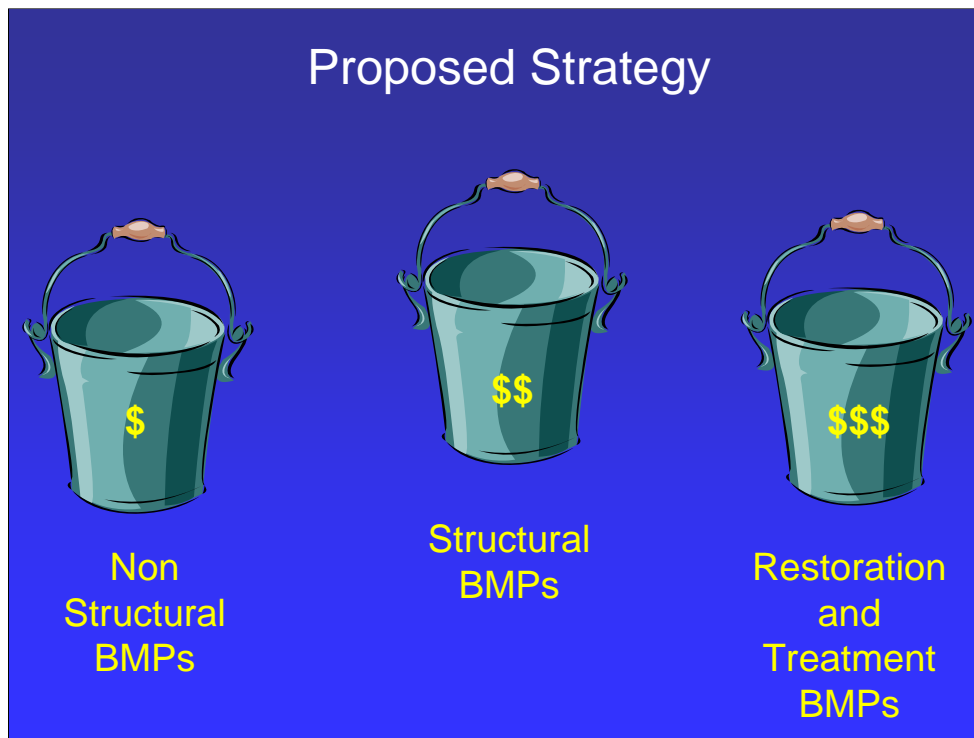 Proposed Strategy
$
Non
Structural
BMPs
$$
Structural
BMPs
$$$
Restoration
and
Treatment
BMPs